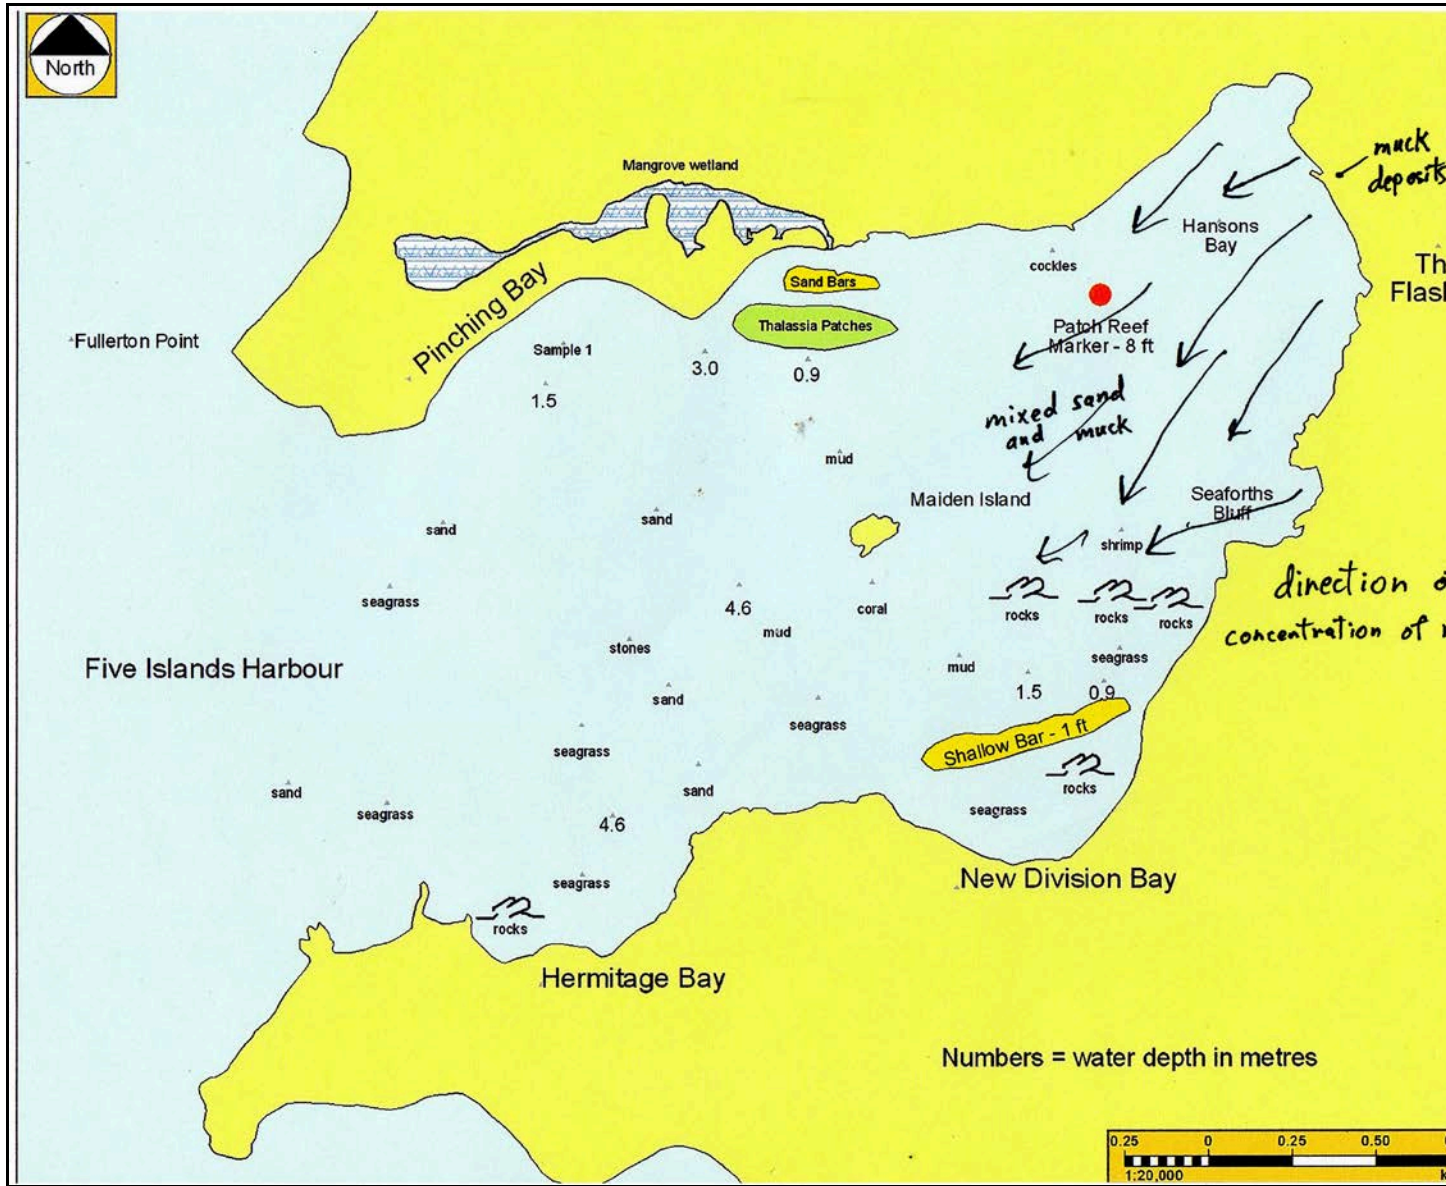 North
muck
deposits
Mangrove wetland
Hansons
Bay
cockles
Sand Bars
Th
Flas
Thalassia Patches
Patch Reef
Marker - 8 ft
Fullerton Point
Pinching Bay
Sample 1
3.0
0.9
1.5
mixed sand
and muck
mud
Maiden Island
Seaforths
Bluff
sand
sand
shrimp
seagrass
4.6
coral
rocks
rocks
rocks
direction o
concentration of
mud
stones
mud
seagrass
Five Islands Harbour
sand
1.5
0.9
seagrass
Shallow Bar - 1 ft
seagrass
rocks
sand
sand
seagrass
seagrass
4.6
New Division Bay
seagrass
rocks
Hermitage Bay
Numbers = water depth in metres
0.25 0 0.25 0.50
1:20,000